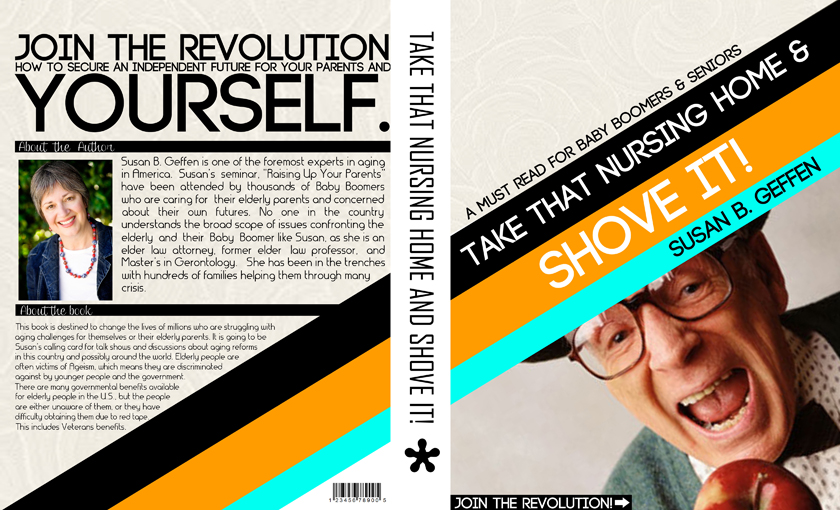 JOIN THE REVOLUTION
HOW TO SECURE AN INDEPENDENT FUTURE FOR YOUR PARENTS AND
YOURSELF.
About the Author
Susan B. Geffen is one of the foremost experts in aging
in America. Susan's seminar, "Raising Up Your Parents"
have been attended by thousands of Baby Boomers
who are caring for their elderly parents and concerned
about their own futures. No one in the country
understands the broad scope of issues confronting the
elderly and their Baby Boomer like Susan, as she is an
elder law attorney, former elder law professor, and
Master's in Gerontology. She has been in the trenches
with hundreds of families helping them through many
crisis.
About the book
This book is destined to change the lives of millions who are struggling with
aging challenges for themselves or their elderly parents. It is going to be
Susan's calling card for talk shows and discussions about aging reforms
in this country and possibly around the world. Elderly people are
often victims of Ageism, which means they are discriminated
against by younger people and the government.
There are many governmental benefits available
for elderly people in the U.S., but the people
are either unaware of them, or they have
difficulty obtaining them due to red tape.
This includes Veterans benefits.
1 23456 78900 5
TAKE THAT NURSING HOME AND SHOVE IT!
*
A MUST READ FOR BABY BOOMERS & SENIORS
TAKE THAT NURSING HOME &
SHOVE IT!
SUSAN B. GEFFEN
JOIN THE REVOLUTION!